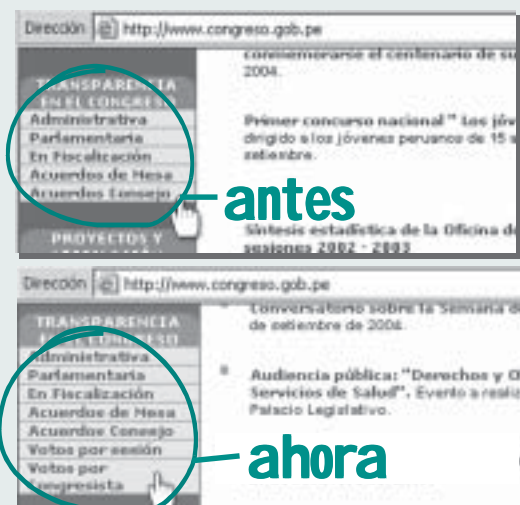 Dirección http://www.congreso.gob.pe
conmemorarse el centenario de su
2004.
TRANSPARENCIA
EN EL CONGRESO
Administrativa
Parlamentaria
En Fiscalización
Acuerdos de Mesa
Acuerdos Consejo
Primer concurso nacional " Los jóv
dirigido a los jóvenes peruanos de 15 a
setiembre.
antes
Síntesis estadística de la Oficina de
sesiones 2002 - 2003
PROYECTOS Y
Dirección http://www.congreso.gob.pe
Conversatorio sobre la Semana de
de setiembre de 2004.
TRANSPARENCIA
EN EL CONGRESO
Administrativa
Parlamentaria
En Fiscalización
Acuerdos de Mesa
Acuerdos Consejo
Votos por sesión
Votos por
Congresista
Audiencia pública: "Derechos y O
Servicios de Salud". Evento a realiz
Palacio Legislativo.
ahora